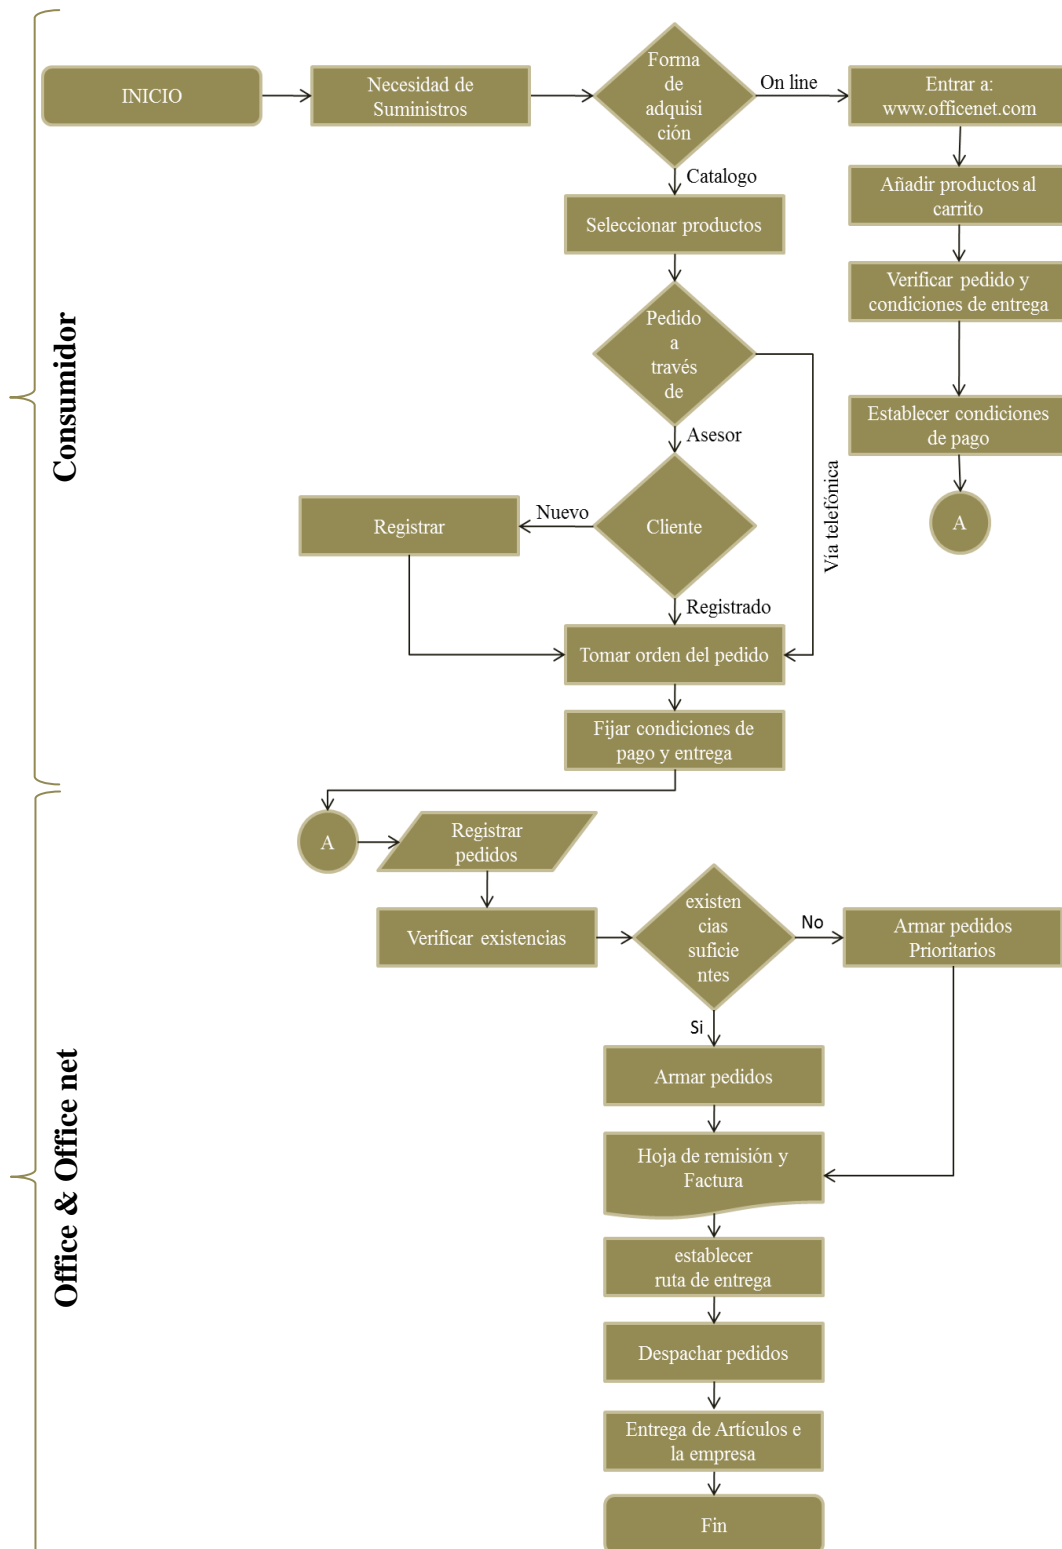 INICIO
Necesidad de
Suministros
Forma
de
adquisi
ción
On line
Entrar a:
www.officenet.com
Catalogo
Añadir productos al
carrito
Seleccionar productos
Verificar pedido y
condiciones de entrega
Pedido
a
través
de
Establecer condiciones
de pago
Asesor
Vía telefónica
A
Nuevo
Registrar
Cliente
Registrado
Tomar orden del pedido
Fijar condiciones de
pago y entrega
Consumidor
A
Registrar
pedidos
Verificar existencias
existen
cias
suficie
ntes
No
Armar pedidos
Prioritarios
Si
Armar pedidos
Hoja de remisión y
Factura
establecer
ruta de entrega
Despachar pedidos
Entrega de Artículos e
la empresa
Fin
Office & Office net